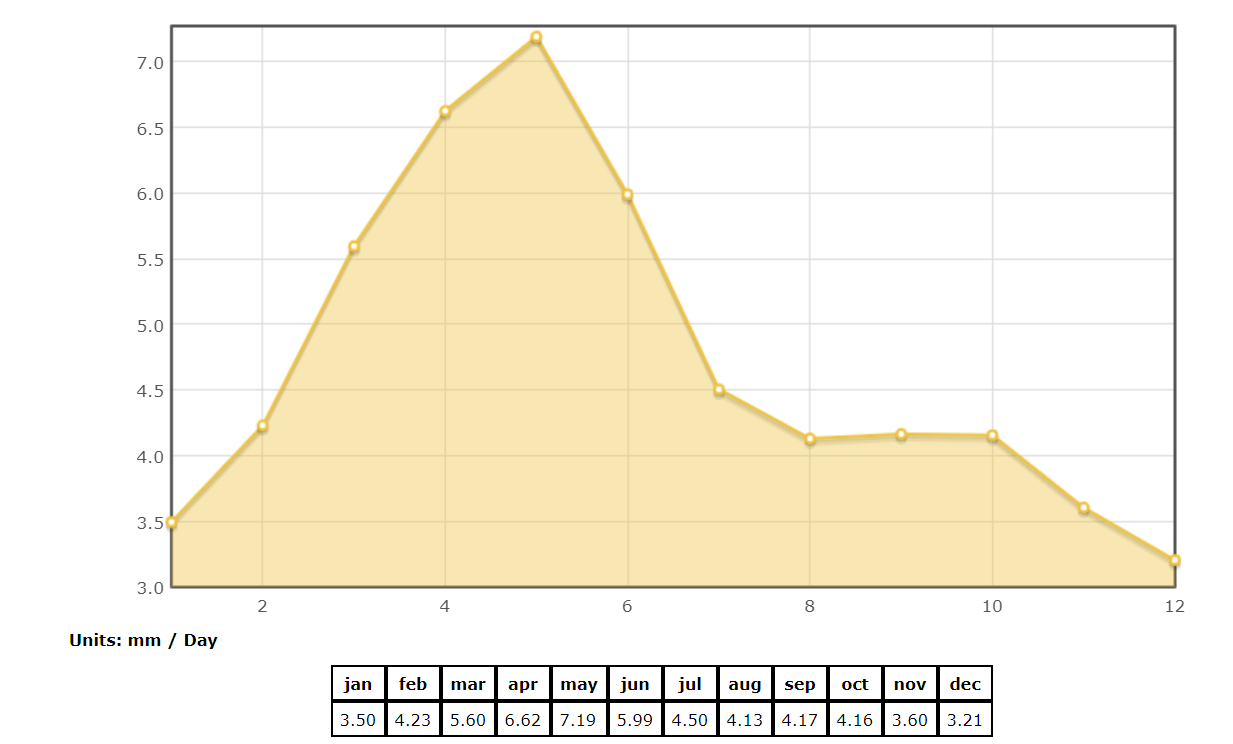 7.0
6.5
6.0
5.5
5.0
4.5
4.0
3.5
3.0
2 4 6 8 10 12
Units: mm / Day
jan feb mar apr may jun jul aug sep oct nov dec
3.50 4.23 5.60 6.62 7.19 5.99 4.50 4.13 4.17 4.16 3.60 3.21